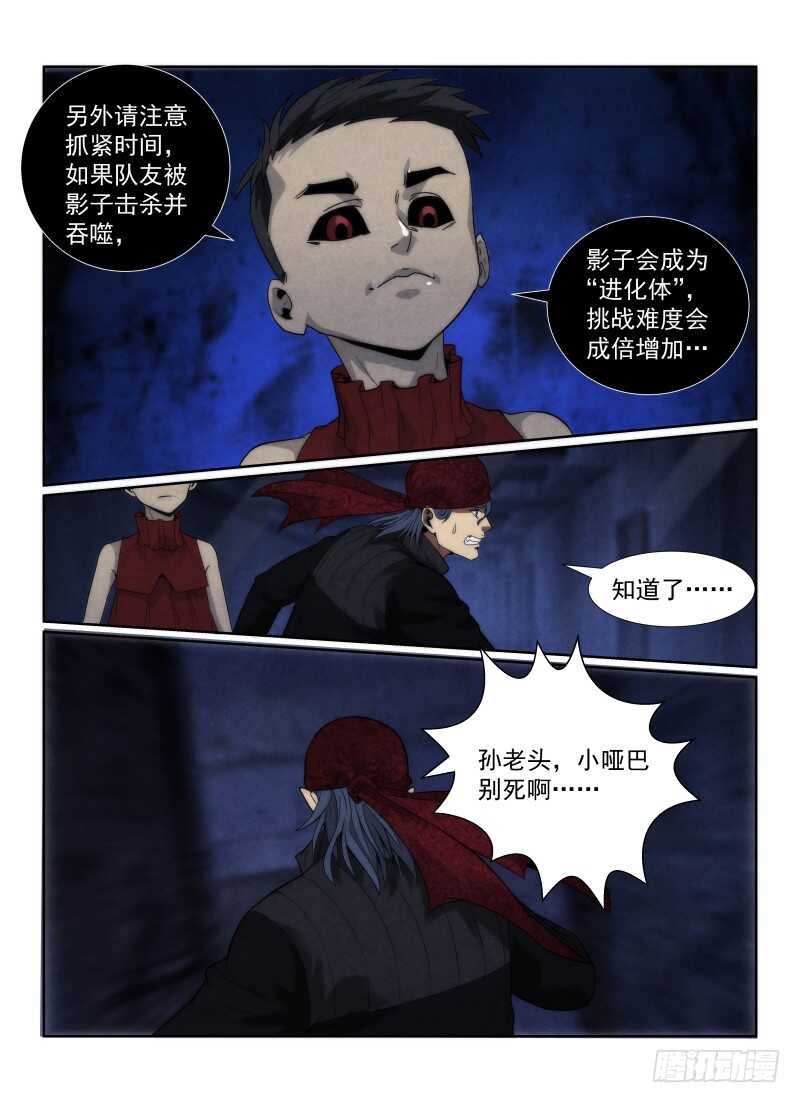 另外请注意
抓紧时间，
如果队友被
影子击杀并
吞噬，
影子会成为
“进化体”，
挑战难度会
成倍增加…
知道了……
孙老头，小哑巴
别死啊……
腾讯动漫